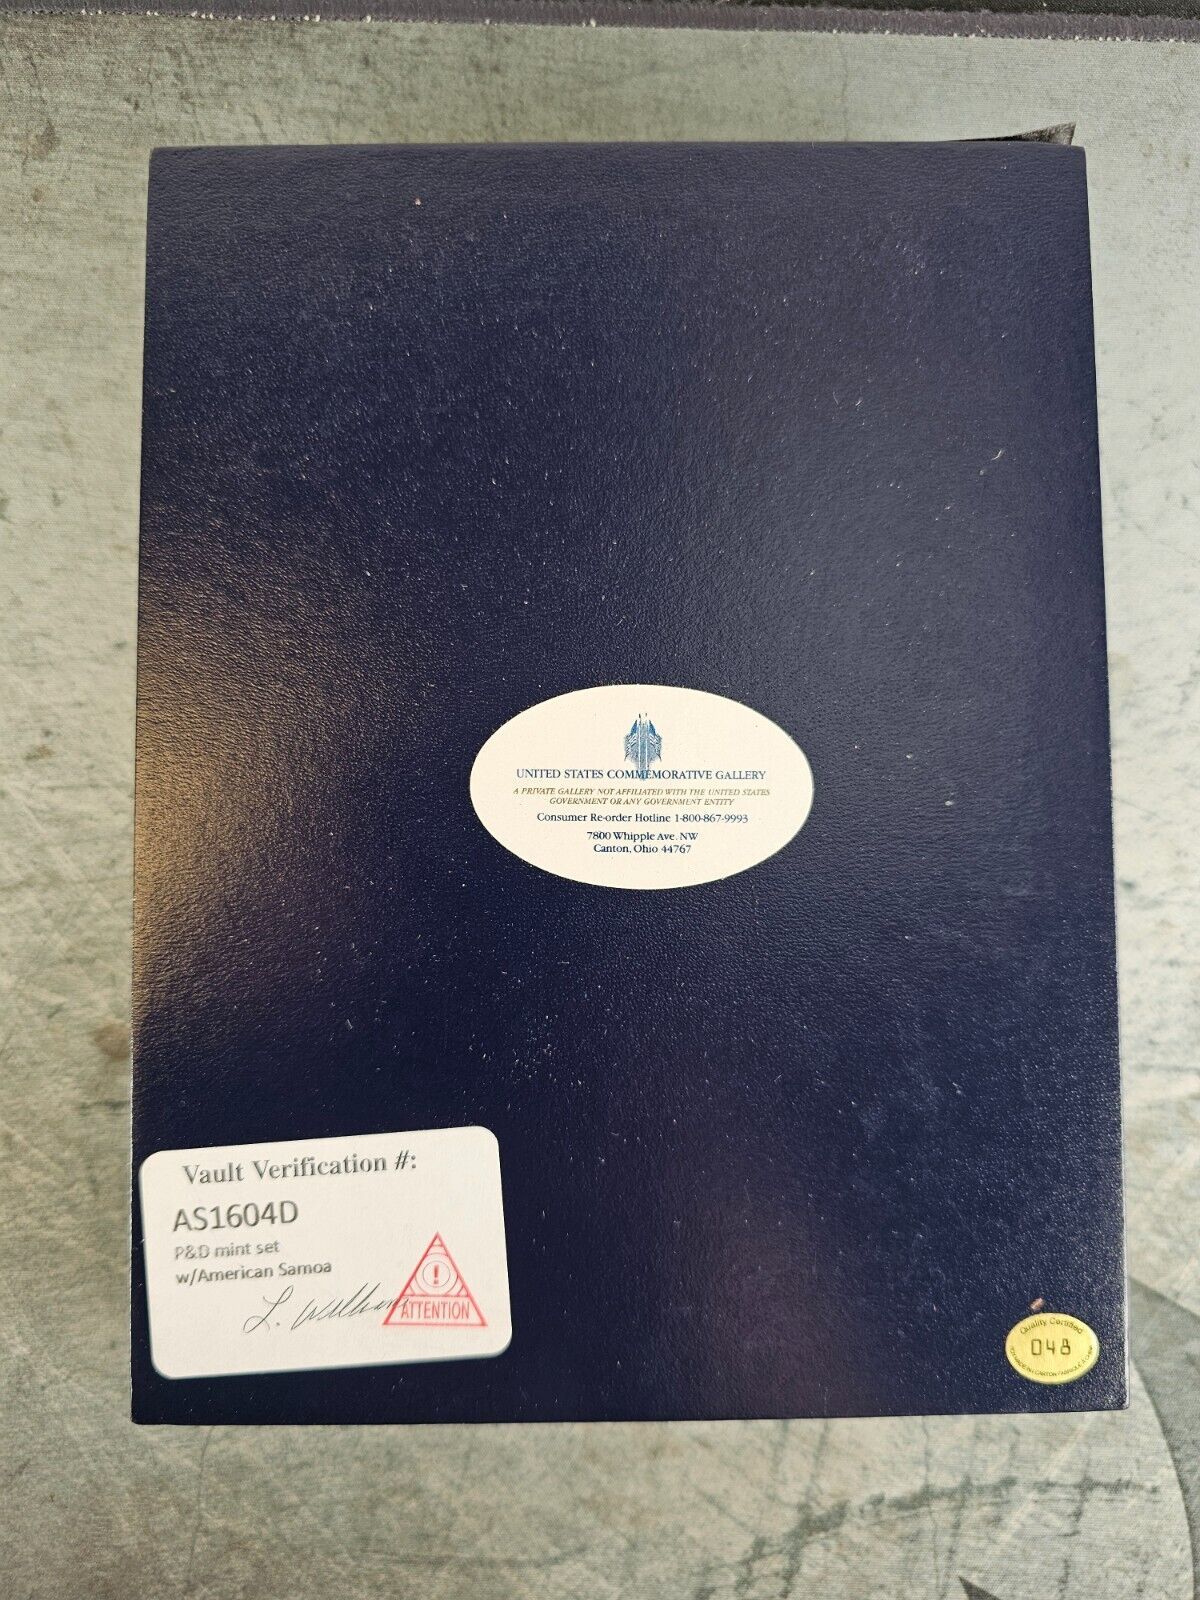 UNITED STATES COMMEMORATIVE GALLERY
A PRIVATE GALLERY NOT AFFILIATED WITH THE UNITED STATES
GOVERNMENT OR ANY GOVERNMENT ENTITY
Consumer Re-order Hotline 1-800-867-9993
7800 Whipple Ave. NW
Canton, Ohio 44767
Vault Verification #:
AS1604D
P&D mint set
w/American Samoa
L. William
ATTENTION
Quality Certified
048